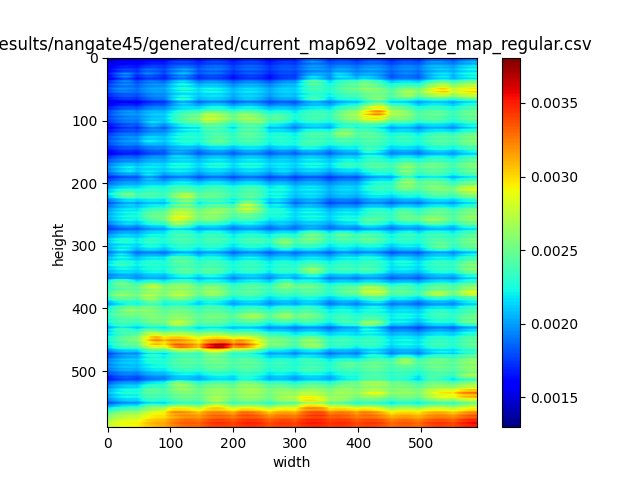 esults/nangate45/generated/current_map692_voltage_map_regular.csv
0
100
200
300
400
500
height
0 100 200 300 400 500
width
0.0035
0.0030
0.0025
0.0020
0.0015